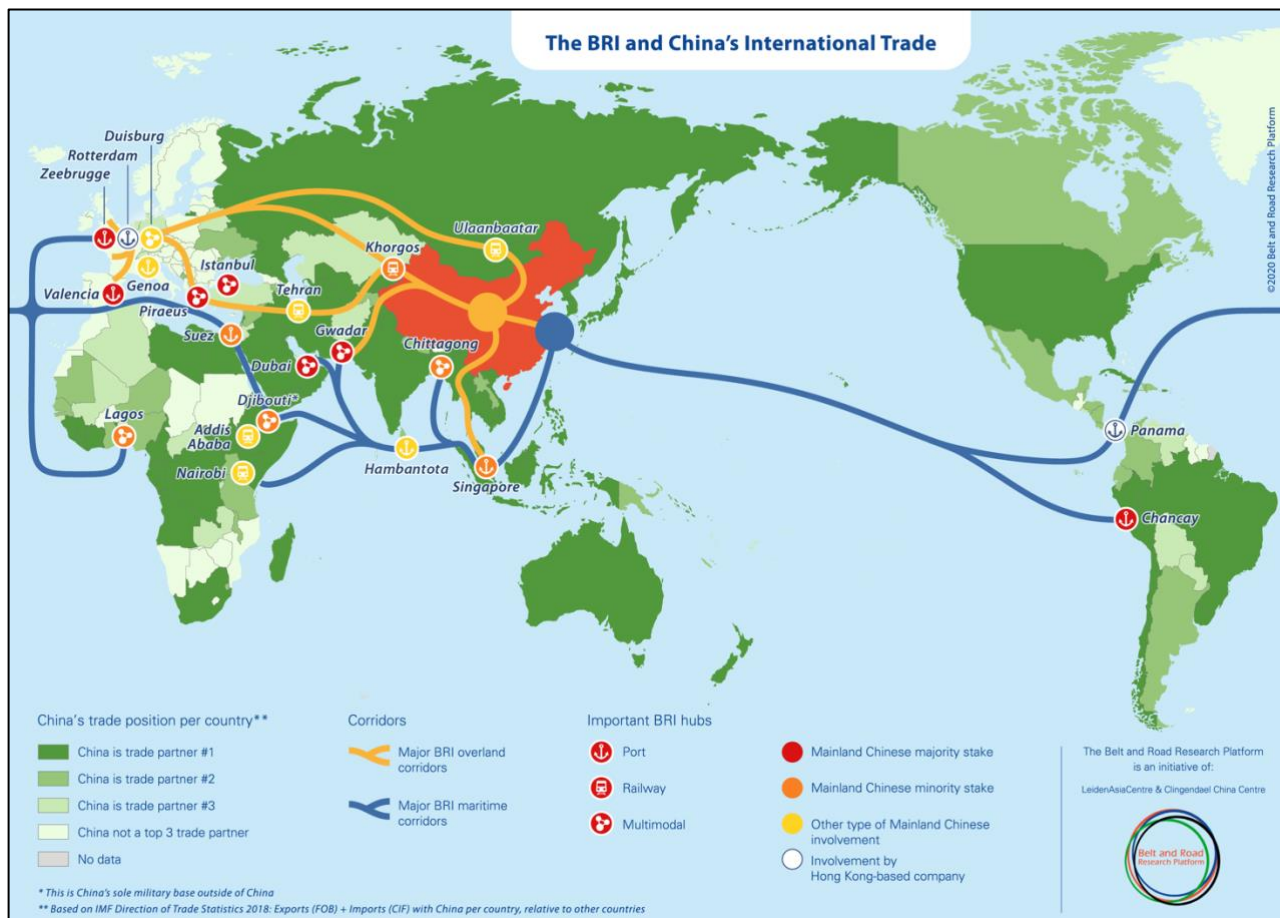 The BRI and China's International Trade
©2020 Belt and Road Research Platform
Duisburg
Rotterdam
Zeebrugge
Ulaanbaatar
Khorgos
Istanbul
Genoa
Valencia
Tehran
Piraeus
Gwadar
Suez
Chittagong
Dubai
Djibouti*
Lagos
Addis
Ababa
Panama
Nairobi
Hambantota
Singapore
Chancay
China's trade position per country**
China is trade partner #1
China is trade partner #2
China is trade partner #3
China not a top 3 trade partner
No data
Corridors
Major BRI overland
corridors
Major BRI maritime
corridors
Important BRI hubs
Port
Railway
Multimodal
Mainland Chinese majority stake
Mainland Chinese minority stake
Other type of Mainland Chinese
involvement
Involvement by
Hong Kong-based company
The Belt and Road Research Platform
is an initiative of:
LeidenAsiaCentre & Clingendael China Centre
Belt and Road
Research Platform
* This is China's sole military base outside of China
** Based on IMF Direction of Trade Statistics 2018: Exports (FOB) + Imports (CIF) with China per country, relative to other countries